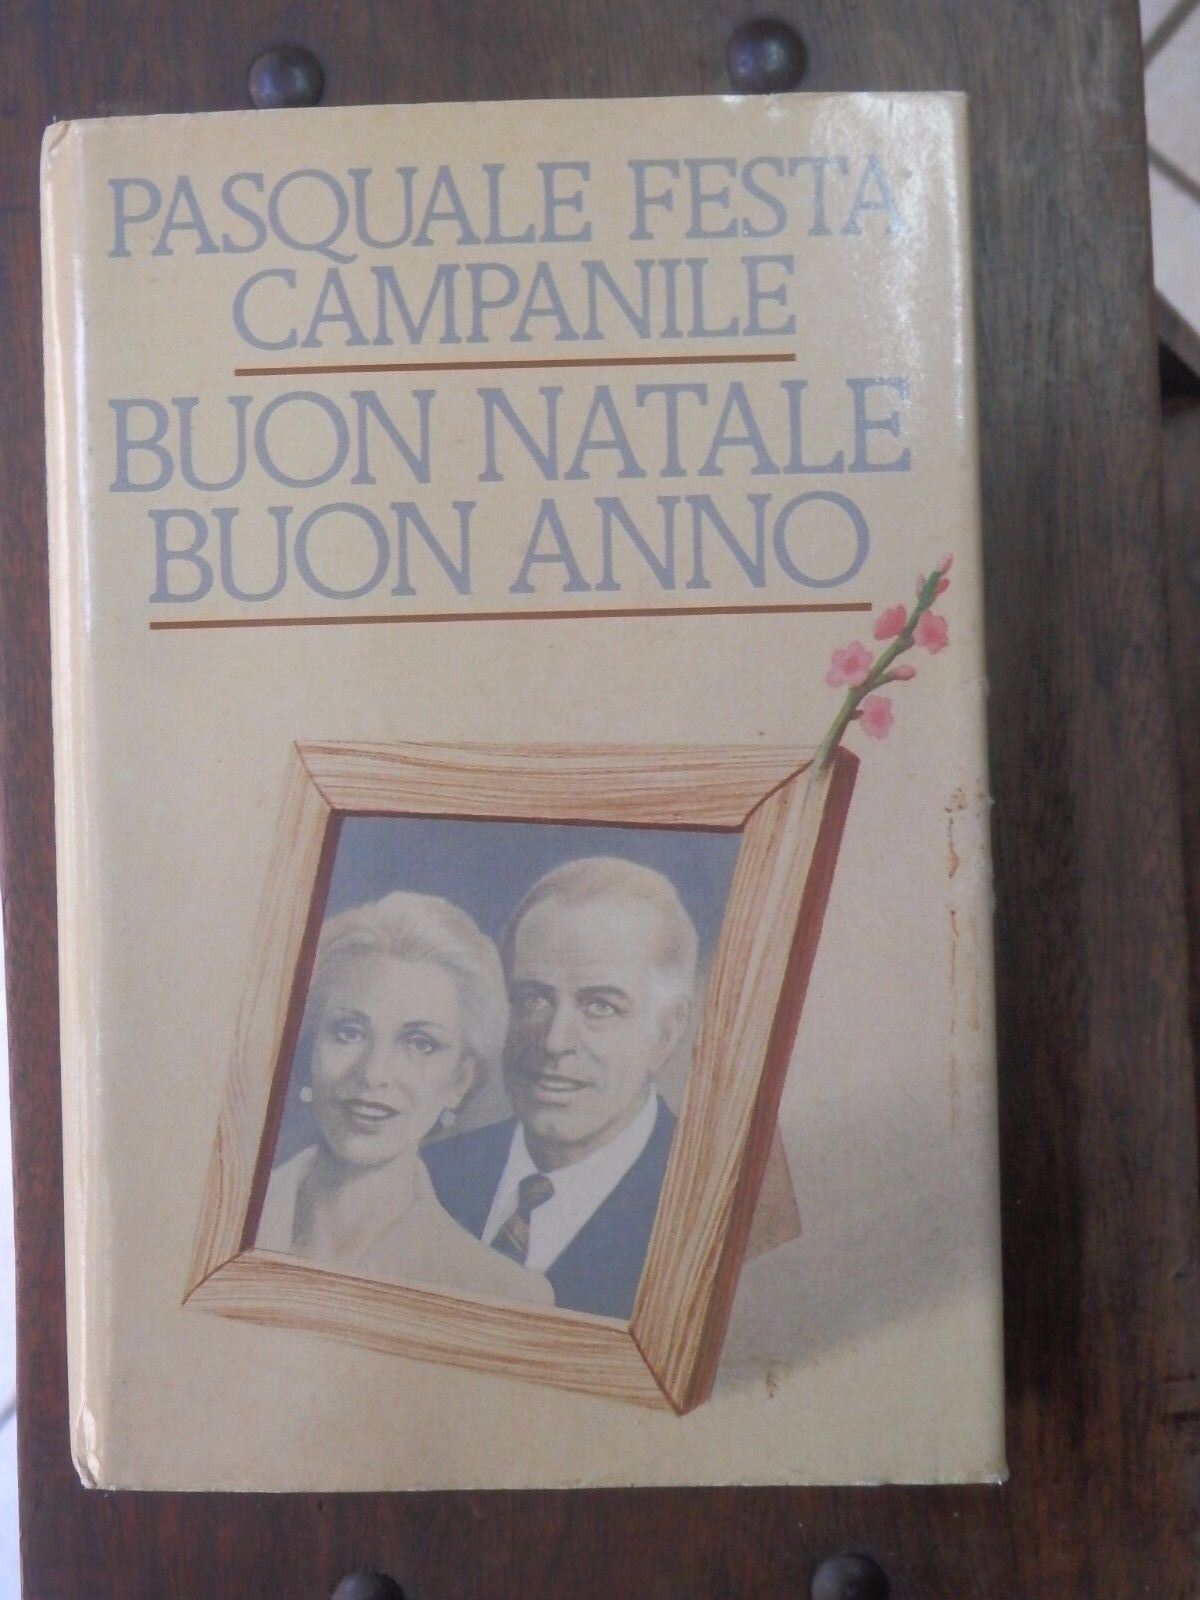 PASQUALE FESTA
CAMPANILE
BUON NATALE
BUON ANNO